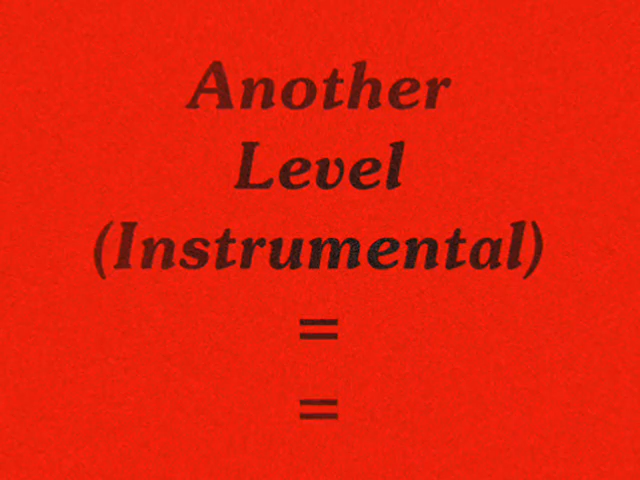 Another
Level
(Instrumental)
=
=